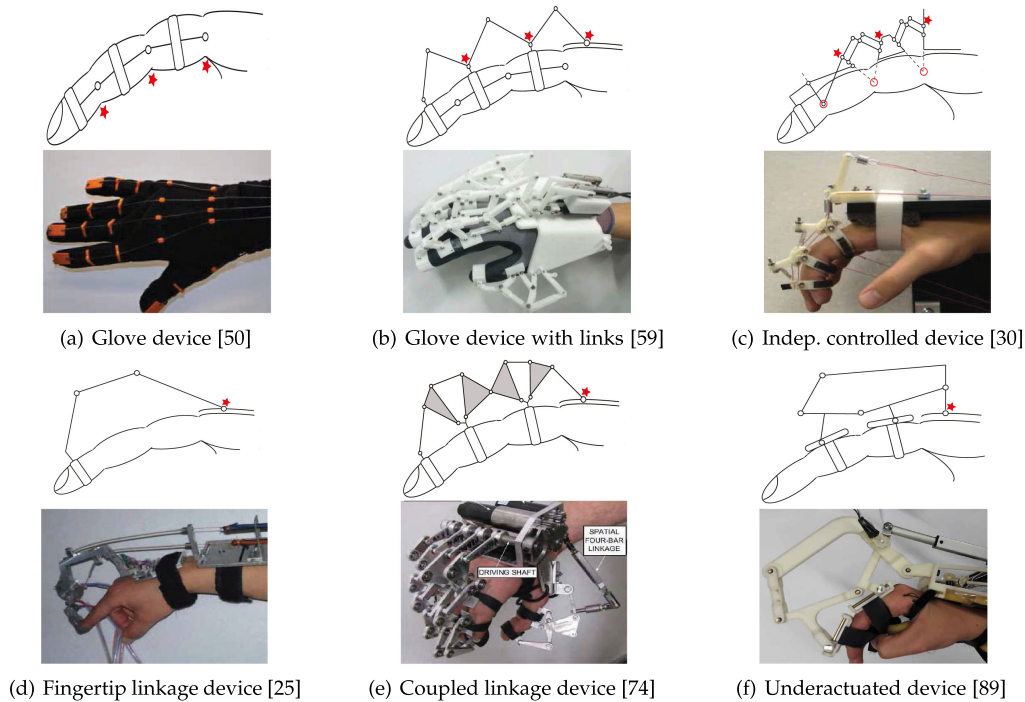 (a) Glove device [50]
(b) Glove device with links [59]
(c) Indep. controlled device [30]
SPATIAL
FOUR-BAR
LINKAGE
DRIVING SHAFT
(d) Fingertip linkage device [25]
(e) Coupled linkage device [74]
(f) Underactuated device [89]